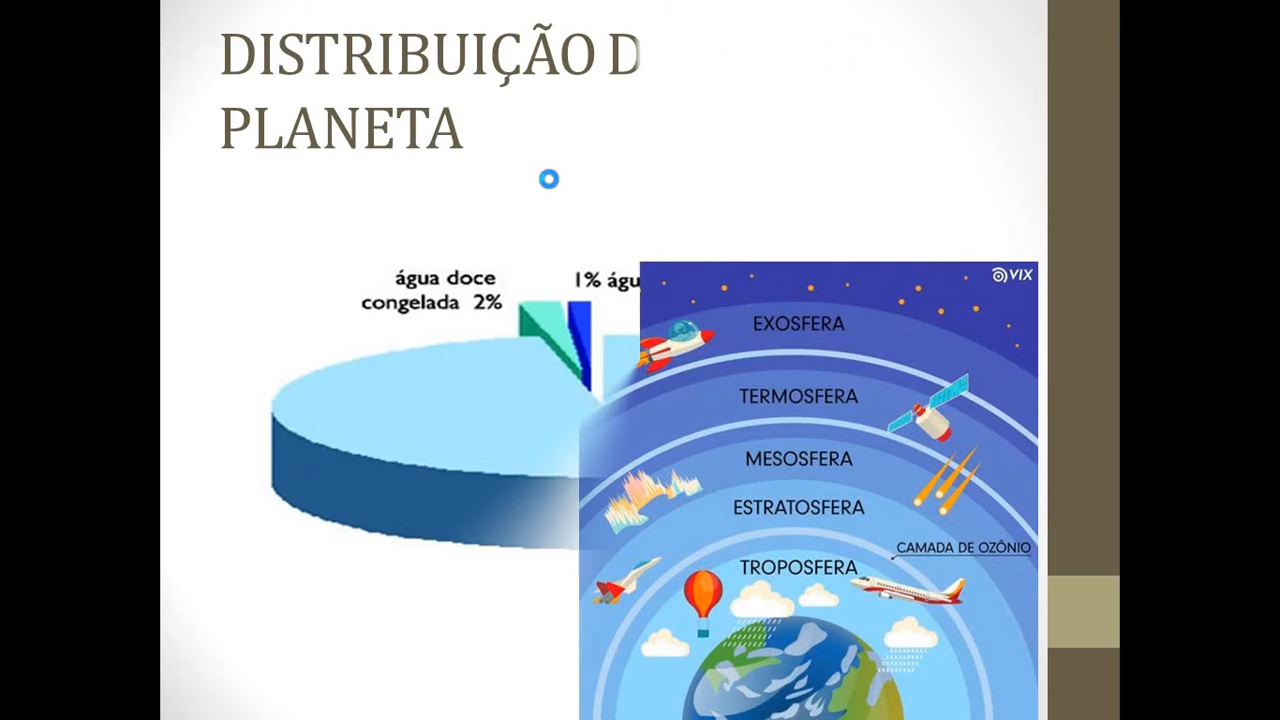 DISTRIBUIÇÃO D
PLANETA
água doce
congelada 2%
1% águ
VIX
EXOSFERA
TERMOSFERA
MESOSFERA
ESTRATOSFERA
CAMADA DE OZÔNIO
TROPOSFERA